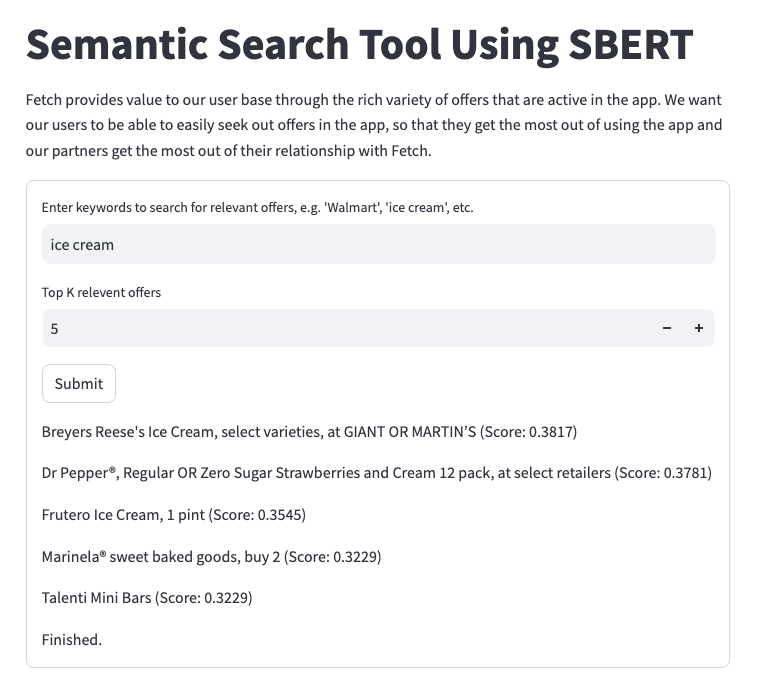 Semantic Search Tool Using SBERT
Fetch provides value to our user base through the rich variety of offers that are active in the app. We want
our users to be able to easily seek out offers in the app, so that they get the most out of using the app and
our partners get the most out of their relationship with Fetch.
Enter keywords to search for relevant offers, e.g. 'Walmart', 'ice cream', etc.
ice cream
Top K relevent offers
5 − +
Submit
Breyers Reese's Ice Cream, select varieties, at GIANT OR MARTIN’S (Score: 0.3817)
Dr Pepper®, Regular OR Zero Sugar Strawberries and Cream 12 pack, at select retailers (Score: 0.3781)
Frutero Ice Cream, 1 pint (Score: 0.3545)
Marinela® sweet baked goods, buy 2 (Score: 0.3229)
Talenti Mini Bars (Score: 0.3229)
Finished.